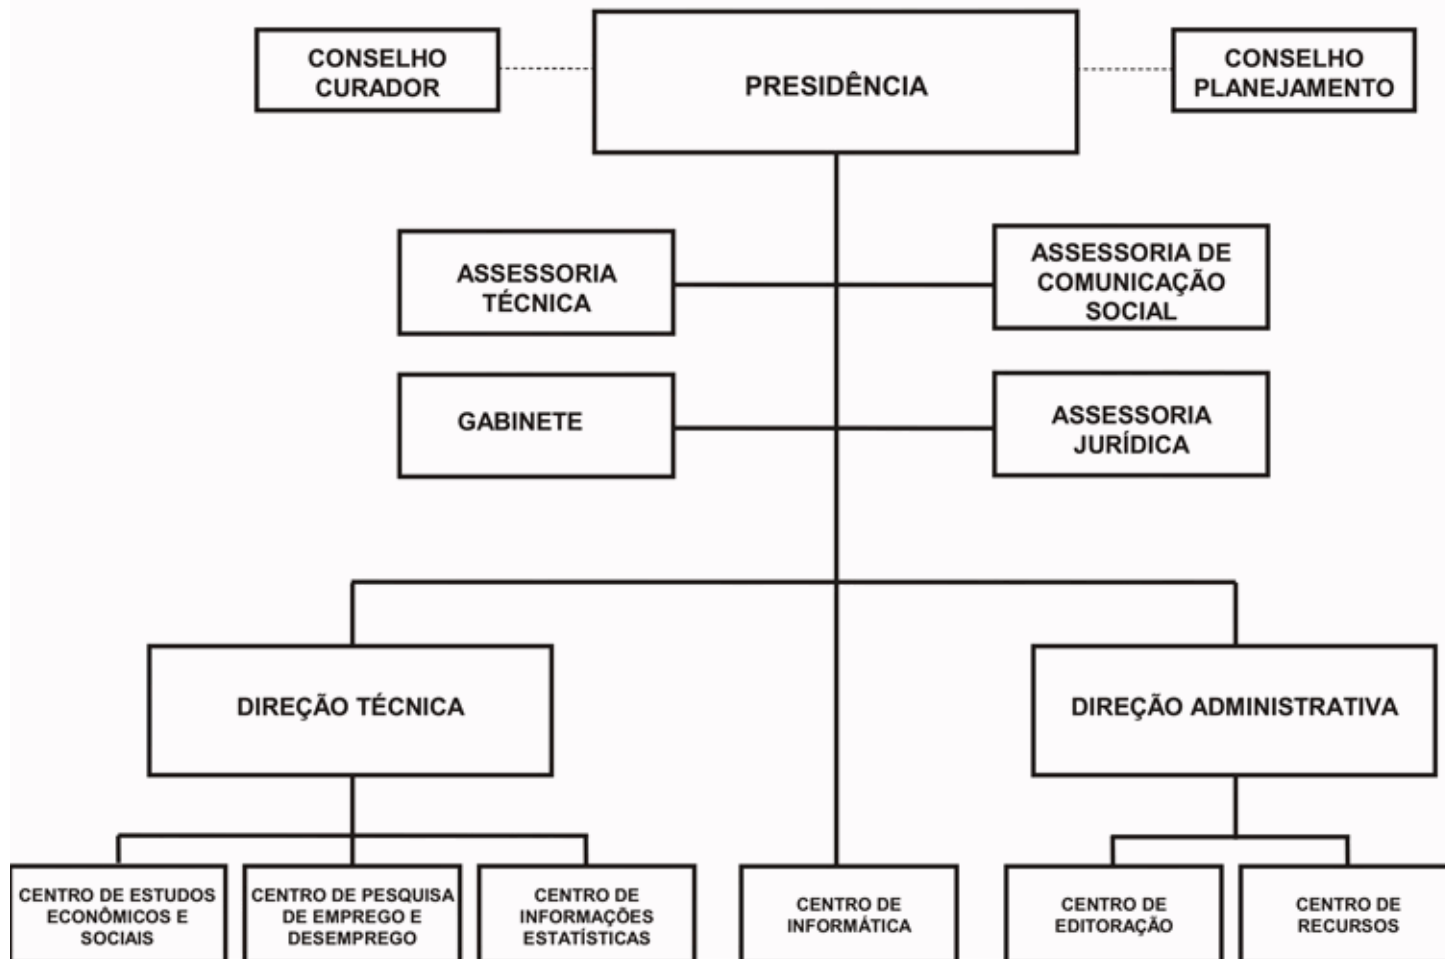 CONSELHO
CURADOR
PRESIDÊNCIA
CONSELHO
PLANEJAMENTO
ASSESSORIA
TÉCNICA
ASSESSORIA DE
COMUNICAÇÃO
SOCIAL
GABINETE
ASSESSORIA
JURÍDICA
DIREÇÃO TÉCNICA
DIREÇÃO ADMINISTRATIVA
CENTRO DE ESTUDOS
ECONÔMICOS E
SOCIAIS
CENTRO DE PESQUISA
DE EMPREGO E
DESEMPREGO
CENTRO DE
INFORMAÇÕES
ESTATÍSTICAS
CENTRO DE
INFORMÁTICA
CENTRO DE
EDITORAÇÃO
CENTRO DE
RECURSOS